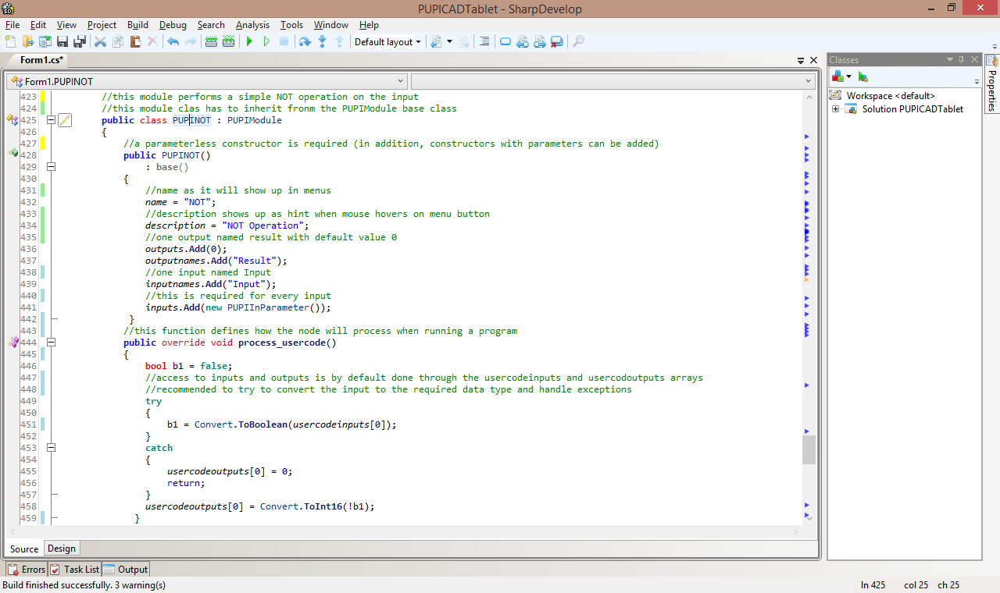 PUPICADTablet - SharpDevelop
SD
File Edit View Project Build Debug Search Analysis Tools Window Help
Default layout
Form1.cs*
Form1.PUPINOT
423 //this module performs a simple NOT operation on the input
424 //this module clas has to inherit fronm the PUPIModule base class
425 public class PUPINOT : PUPIModule
426 {
427 //a parameterless constructor is required (in addition, constructors with parameters can be added)
428 public PUPINOT()
429 : base()
430 {
431 //name as it will show up in menus
432 name = "NOT";
433 //description shows up as hint when mouse hovers on menu button
434 description = "NOT Operation";
435 //one output named result with default value 0
436 outputs.Add(0);
437 outputnames.Add("Result");
438 //one input named Input
439 inputnames.Add("Input");
440 //this is required for every input
441 inputs.Add(new PUPIInParameter());
442 }
443 //this function defines how the node will process when running a program
444 public override void process_usercode()
445 {
446 bool b1 = false;
447 //access to inputs and outputs is by default done through the usercodeinputs and usercodoutputs arrays
448 //recommended to try to convert the input to the required data type and handle exceptions
449 try
450 {
451 b1 = Convert.ToBoolean(usercodeinputs[0]);
452 }
453 catch
454 {
455 usercodeoutputs[0] = 0;
456 return;
457 }
458 usercodeoutputs[0] = Convert.ToInt16(!b1);
459 }
Source Design
Classes
Workspace <default>
Solution PUPICADTablet
Properties
Errors Task List Output
Build finished successfully. 3 warning(s)
ln 425 col 25 ch 25